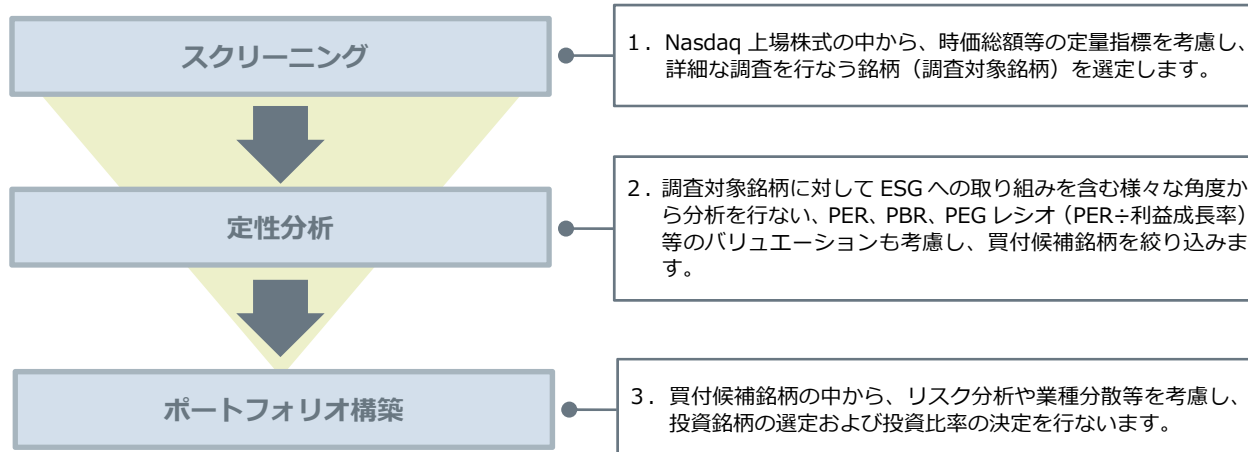 スクリーニング
1．Nasdaq 上場株式の中から、時価総額等の定量指標を考慮し、
詳細な調査を行なう銘柄（調査対象銘柄）を選定します。
定性分析
2．調査対象銘柄に対して ESG への取り組みを含む様々な角度か
ら分析を行ない、PER、PBR、PEG レシオ（PER÷利益成長率）
等のバリュエーションも考慮し、買付候補銘柄を絞り込みま
す。
ポートフォリオ構築
3．買付候補銘柄の中から、リスク分析や業種分散等を考慮し、
投資銘柄の選定および投資比率の決定を行ないます。